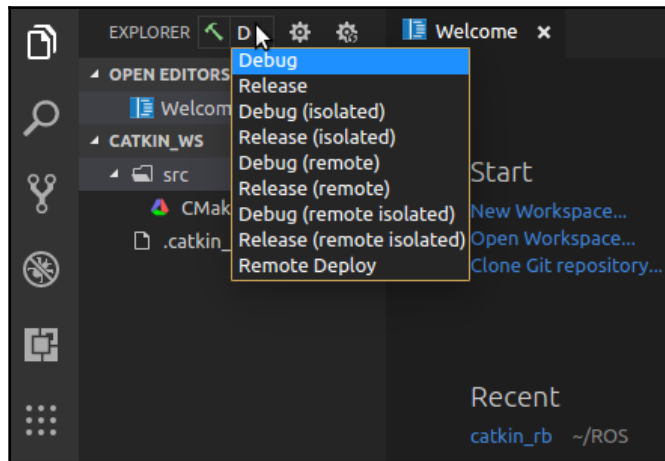 EXPLORER D Welcome
Debug
OPEN EDITORS
Release
Welcom
Debug (isolated)
CATKIN_WS
Release (isolated)
src
Debug (remote)
Start
Release (remote)
CMak
Debug (remote isolated)
New Workspace...
.catkin_
Release (remote isolated)
Open Workspace...
Remote Deploy
Clone Git repository...
Recent
catkin_rb ~/ROS